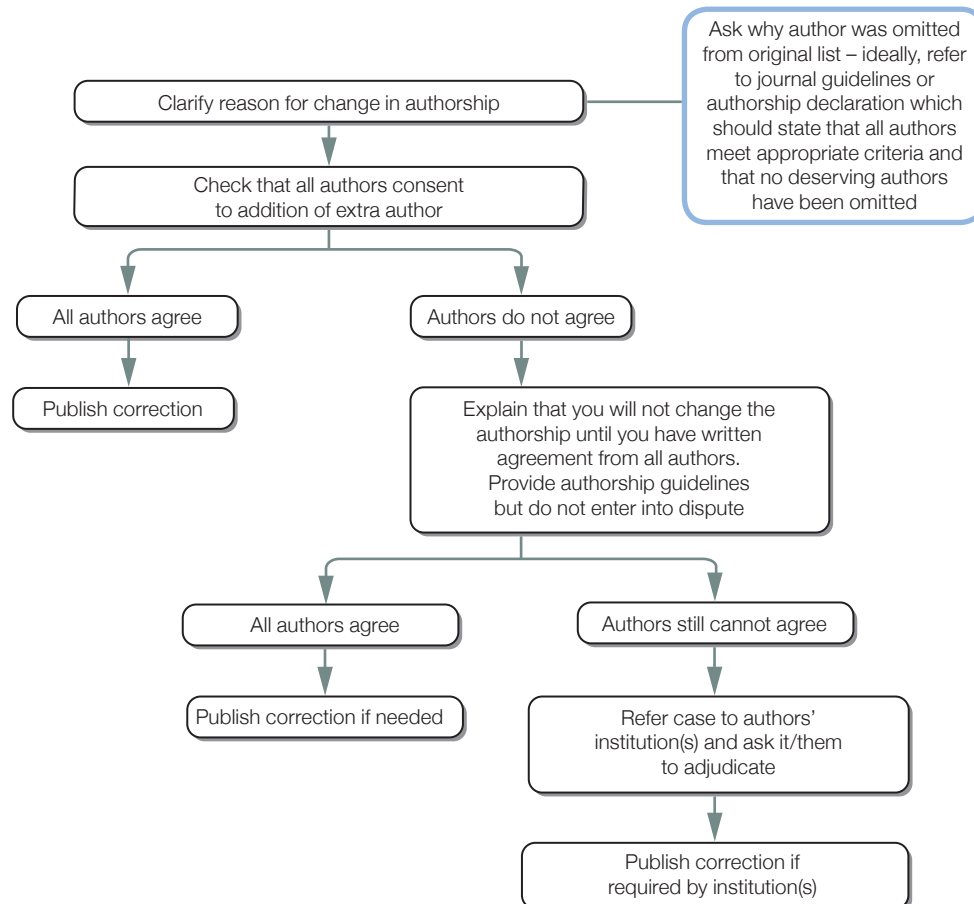 Ask why author was omitted
from original list – ideally, refer
to journal guidelines or
authorship declaration which
should state that all authors
meet appropriate criteria and
that no deserving authors
have been omitted
Clarify reason for change in authorship
Check that all authors consent
to addition of extra author
All authors agree
Authors do not agree
Publish correction
Explain that you will not change the
authorship until you have written
agreement from all authors.
Provide authorship guidelines
but do not enter into dispute
All authors agree
Authors still cannot agree
Publish correction if needed
Refer case to authors’
institution(s) and ask it/them
to adjudicate
Publish correction if
required by institution(s)